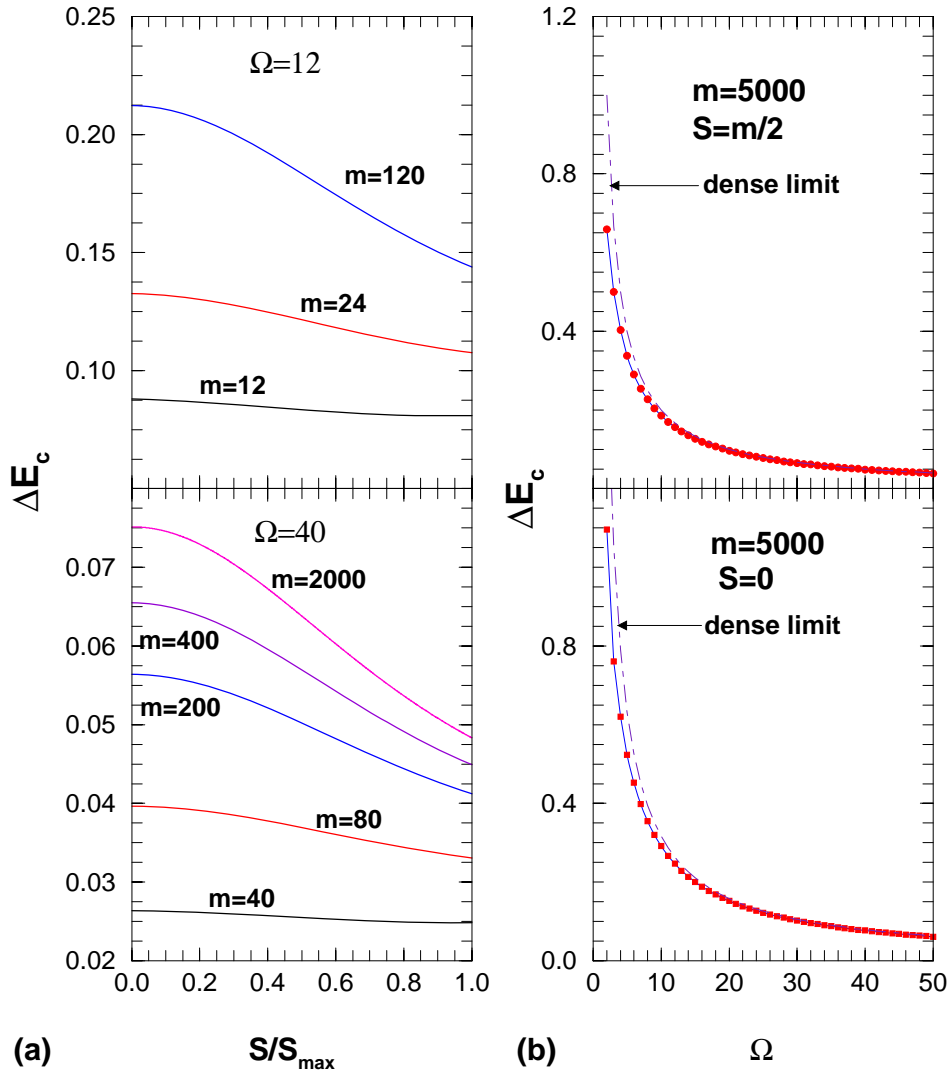 0.25
0.20
0.15
0.10
Ω=12
m=120
m=24
m=12
ΔE_c
0.07
0.06
0.05
0.04
0.03
0.02
Ω=40
m=2000
m=400
m=200
m=80
m=40
0.0 0.2 0.4 0.6 0.8 1.0
(a) S/S_max
1.2
0.8
0.4
m=5000
S=m/2
dense limit
ΔE_c
0.8
0.4
0.0
m=5000
S=0
dense limit
0 10 20 30 40 50
(b) Ω